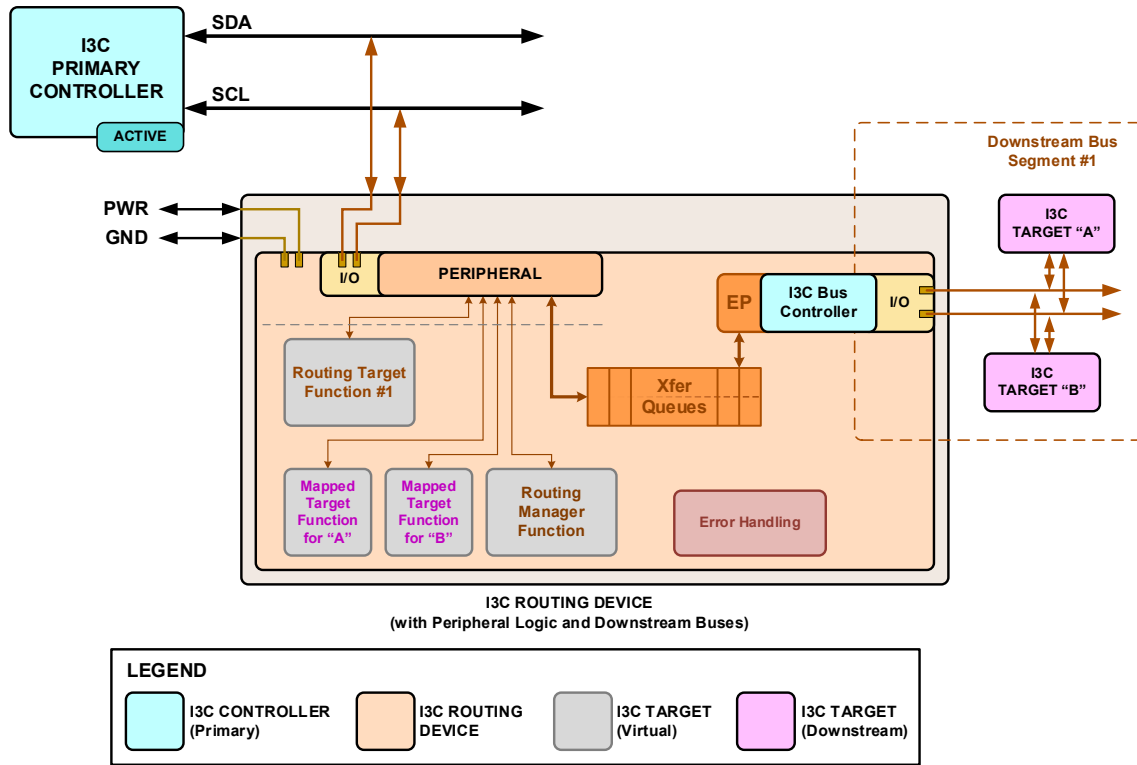 I3C
PRIMARY
CONTROLLER
ACTIVE
SDA
SCL
PWR
GND
Downstream Bus
Segment #1
I3C
TARGET “A”
I/O
PERIPHERAL
EP
I3C Bus
Controller
I/O
Routing Target
Function #1
Xfer
Queues
I3C
TARGET “B”
Mapped
Target
Function
for “A”
Mapped
Target
Function
for “B”
Routing
Manager
Function
Error Handling
I3C ROUTING DEVICE
(with Peripheral Logic and Downstream Buses)
LEGEND
I3C CONTROLLER
(Primary)
I3C ROUTING
DEVICE
I3C TARGET
(Virtual)
I3C TARGET
(Downstream)